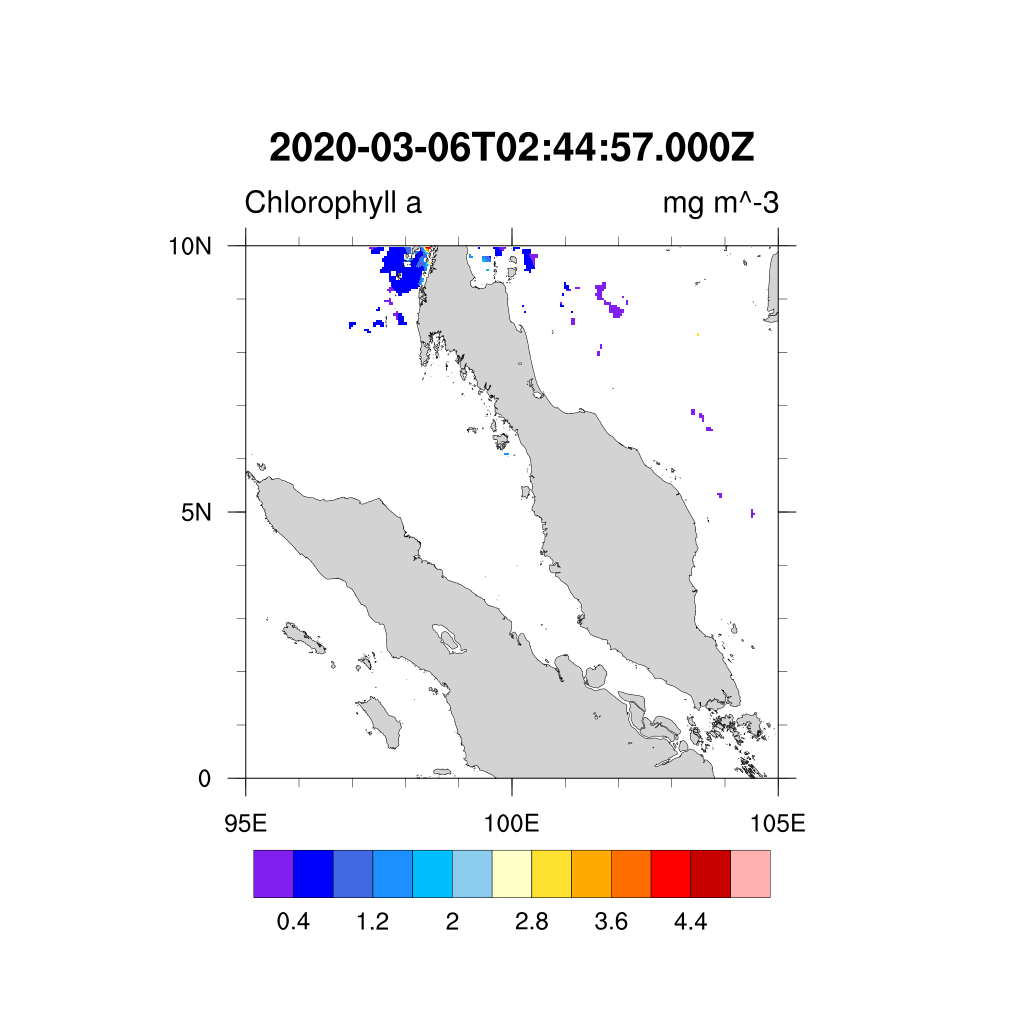 2020-03-06T02:44:57.000Z
Chlorophyll a mg m^-3
10N
5N
0
95E 100E 105E
0.4 1.2 2 2.8 3.6 4.4